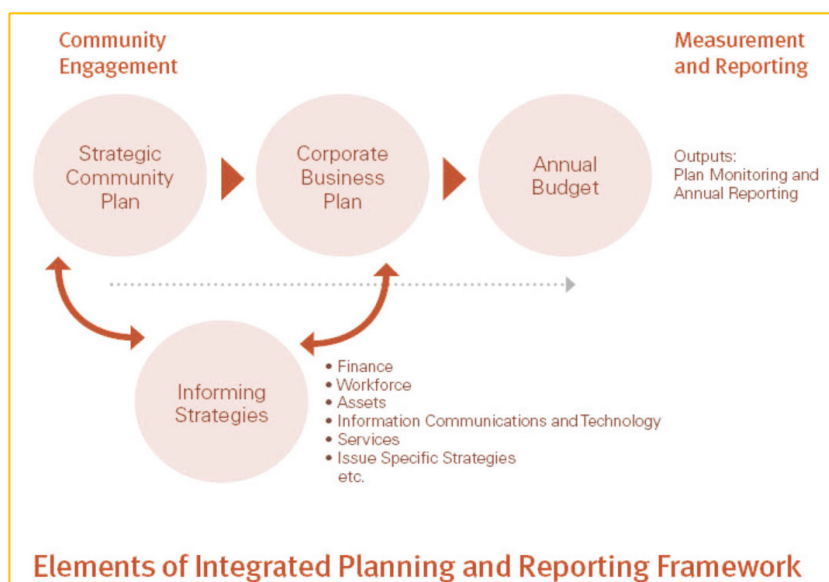 Community
Engagement
Measurement
and Reporting
Strategic
Community
Plan
Corporate
Business
Plan
Annual
Budget
Outputs:
Plan Monitoring and
Annual Reporting
Informing
Strategies
• Finance
• Workforce
• Assets
• Information Communications and Technology
• Services
• Issue Specific Strategies
etc.
Elements of Integrated Planning and Reporting Framework